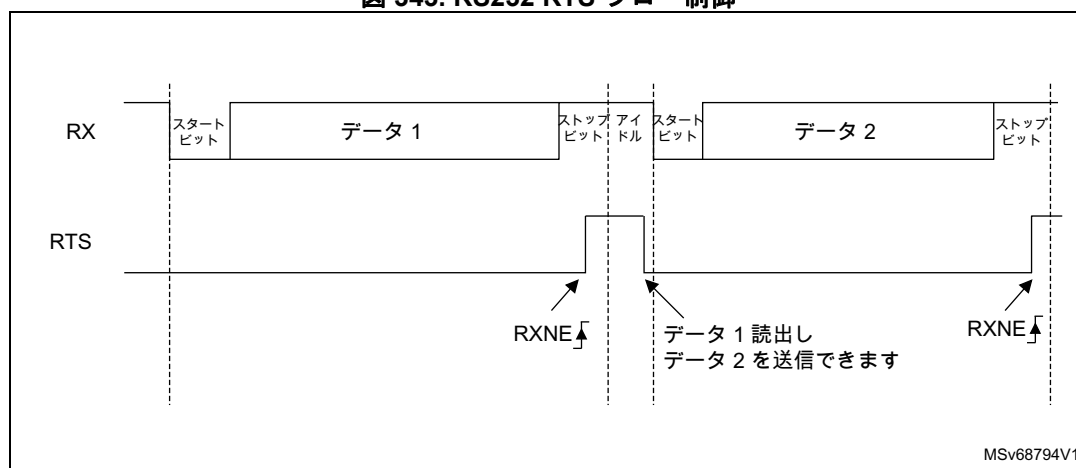 図 343. RS232 RTS フロー制御
RX
スタート
ビット
データ 1
ストップ
ビット
アイ
ドル
スタート
ビット
データ 2
ストップ
ビット
RTS
RXNE
データ 1 読出し
データ 2 を送信できます
RXNE
MSv68794V1